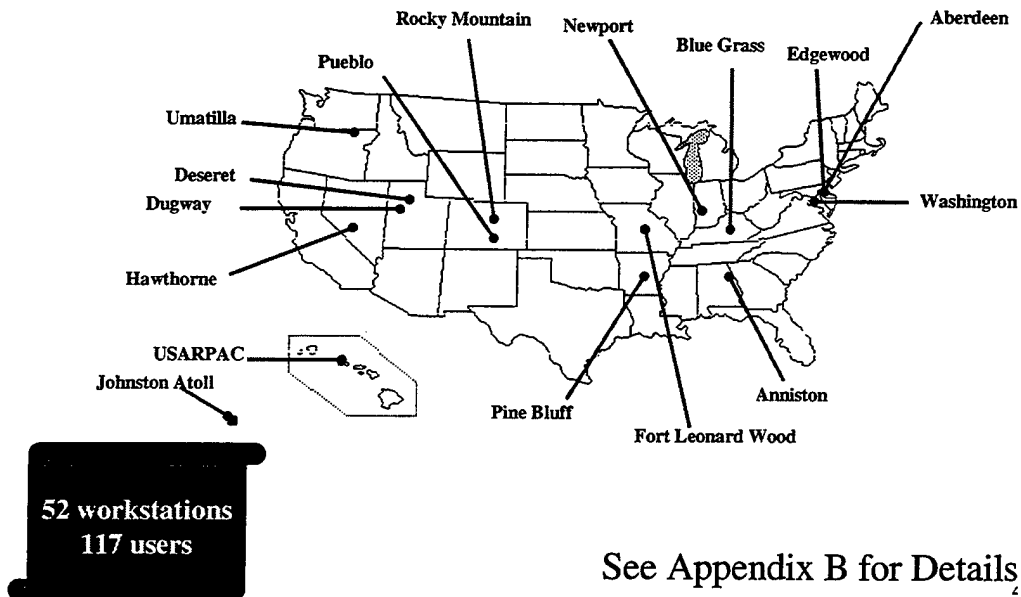 Rocky Mountain
Newport
Aberdeen
Pueblo
Blue Grass
Edgewood
Umatilla
Deseret
Dugway
Washington
Hawthorne
USARPAC
Johnston Atoll
Pine Bluff
Anniston
Fort Leonard Wood
52 workstations
117 users
See Appendix B for Details